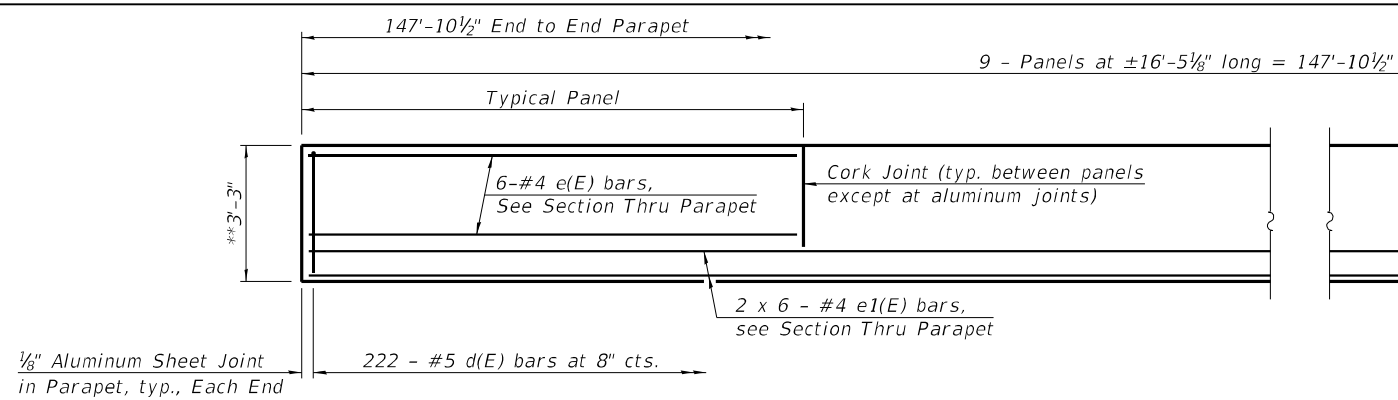 147'-10½" End to End Parapet
9 - Panels at ±16'-5⅛" long = 147'-10½"
Typical Panel
6-#4 e(E) bars,
See Section Thru Parapet
Cork Joint (typ. between panels
except at aluminum joints)
**3'-3"
2 x 6 - #4 e1(E) bars,
see Section Thru Parapet
⅛" Aluminum Sheet Joint
in Parapet, typ., Each End
222 - #5 d(E) bars at 8" cts.